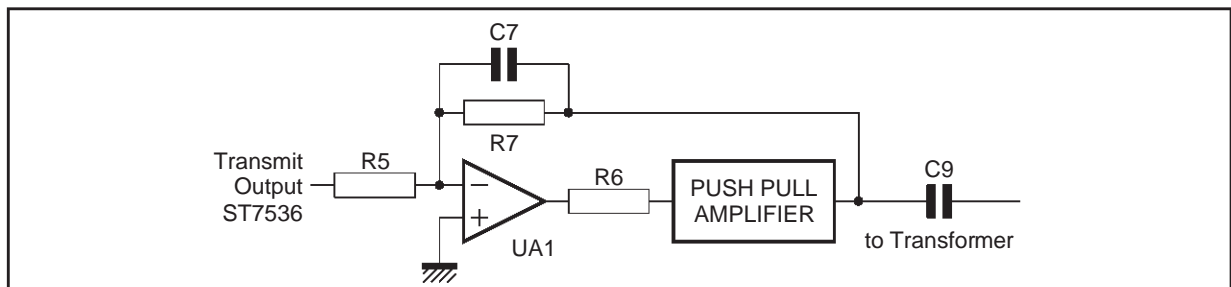 C7
R7
Transmit
Output
ST7536
R5
−
+
UA1
R6
PUSH PULL
AMPLIFIER
C9
to Transformer